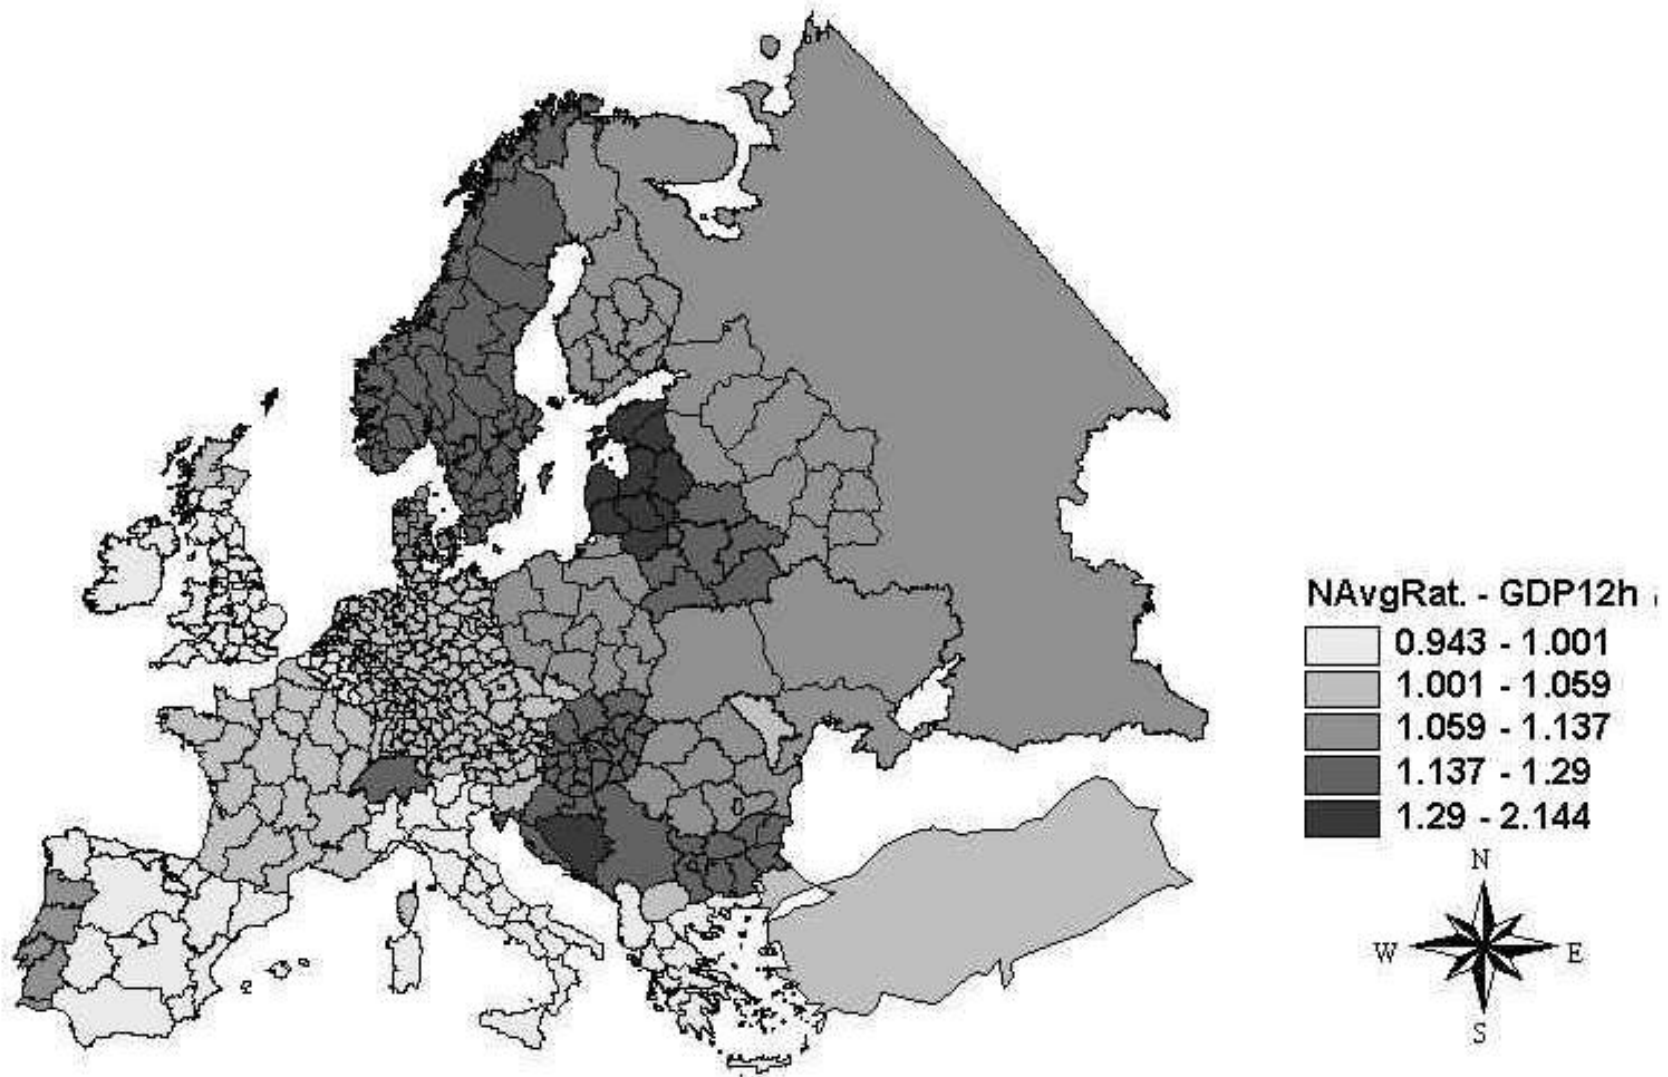 NAvgRat. - GDP12h
0.943 - 1.001
1.001 - 1.059
1.059 - 1.137
1.137 - 1.29
1.29 - 2.144
N
W E
S